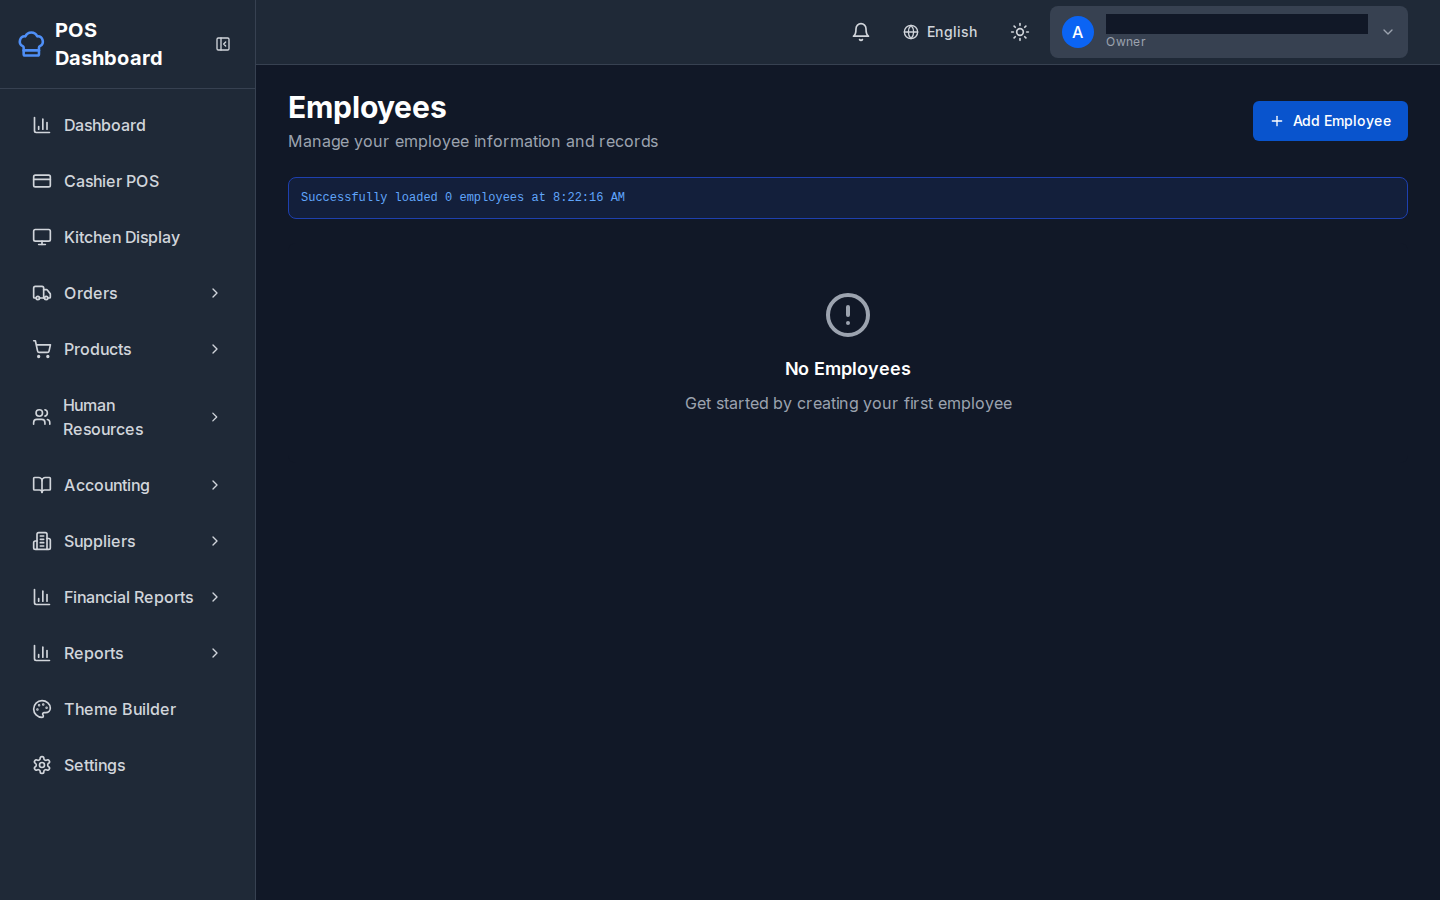 POS
Dashboard
English
A
Owner
Dashboard
Cashier POS
Kitchen Display
Orders
Products
Human
Resources
Accounting
Suppliers
Financial Reports
Reports
Theme Builder
Settings
Employees
Manage your employee information and records
Add Employee
Successfully loaded 0 employees at 8:22:16 AM
No Employees
Get started by creating your first employee